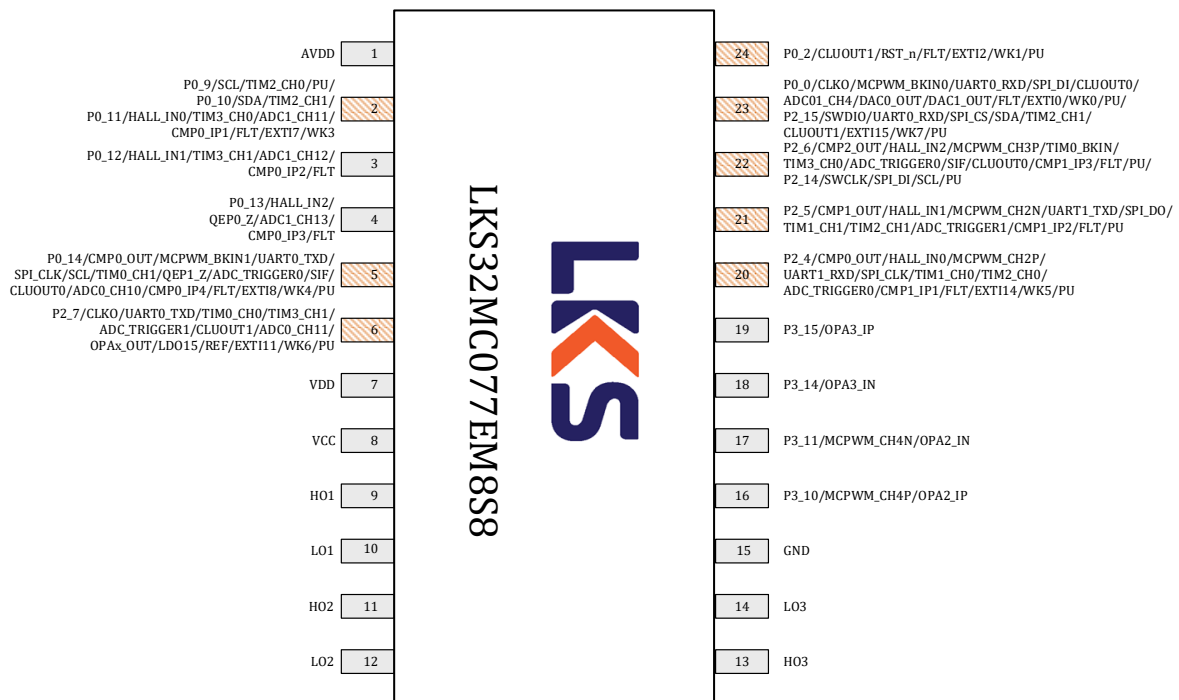 AVDD
1
P0_9/SCL/TIM2_CH0/PU/
P0_10/SDA/TIM2_CH1/
P0_11/HALL_IN0/TIM3_CH0/ADC1_CH11/
CMP0_IP1/FLT/EXTI7/WK3
2
P0_12/HALL_IN1/TIM3_CH1/ADC1_CH12/
CMP0_IP2/FLT
3
P0_13/HALL_IN2/
QEP0_Z/ADC1_CH13/
CMP0_IP3/FLT
4
P0_14/CMP0_OUT/MCPWM_BKIN1/UART0_TXD/
SPI_CLK/SCL/TIM0_CH1/QEP1_Z/ADC_TRIGGER0/SIF/
CLUOUT0/ADC0_CH10/CMP0_IP4/FLT/EXTI8/WK4/PU
5
P2_7/CLKO/UART0_TXD/TIM0_CH0/TIM3_CH1/
ADC_TRIGGER1/CLUOUT1/ADC0_CH11/
OPAx_OUT/LDO15/REF/EXTI11/WK6/PU
6
VDD
7
VCC
8
HO1
9
LO1
10
HO2
11
LO2
12
LKS32MC077EM8S8
LKS
24
P0_2/CLUOUT1/RST_n/FLT/EXTI2/WK1/PU
23
P0_0/CLKO/MCPWM_BKIN0/UART0_RXD/SPI_DI/CLUOUT0/
ADC01_CH4/DAC0_OUT/DAC1_OUT/FLT/EXTI0/WK0/PU/
P2_15/SWDIO/UART0_RXD/SPI_CS/SDA/TIM2_CH1/
CLUOUT1/EXTI15/WK7/PU
22
P2_6/CMP2_OUT/HALL_IN2/MCPWM_CH3P/TIM0_BKIN/
TIM3_CH0/ADC_TRIGGER0/SIF/CLUOUT0/CMP1_IP3/FLT/PU/
P2_14/SWCLK/SPI_DI/SCL/PU
21
P2_5/CMP1_OUT/HALL_IN1/MCPWM_CH2N/UART1_TXD/SPI_DO/
TIM1_CH1/TIM2_CH1/ADC_TRIGGER1/CMP1_IP2/FLT/PU
20
P2_4/CMP0_OUT/HALL_IN0/MCPWM_CH2P/
UART1_RXD/SPI_CLK/TIM1_CH0/TIM2_CH0/
ADC_TRIGGER0/CMP1_IP1/FLT/EXTI14/WK5/PU
19
P3_15/OPA3_IP
18
P3_14/OPA3_IN
17
P3_11/MCPWM_CH4N/OPA2_IN
16
P3_10/MCPWM_CH4P/OPA2_IP
15
GND
14
LO3
13
HO3